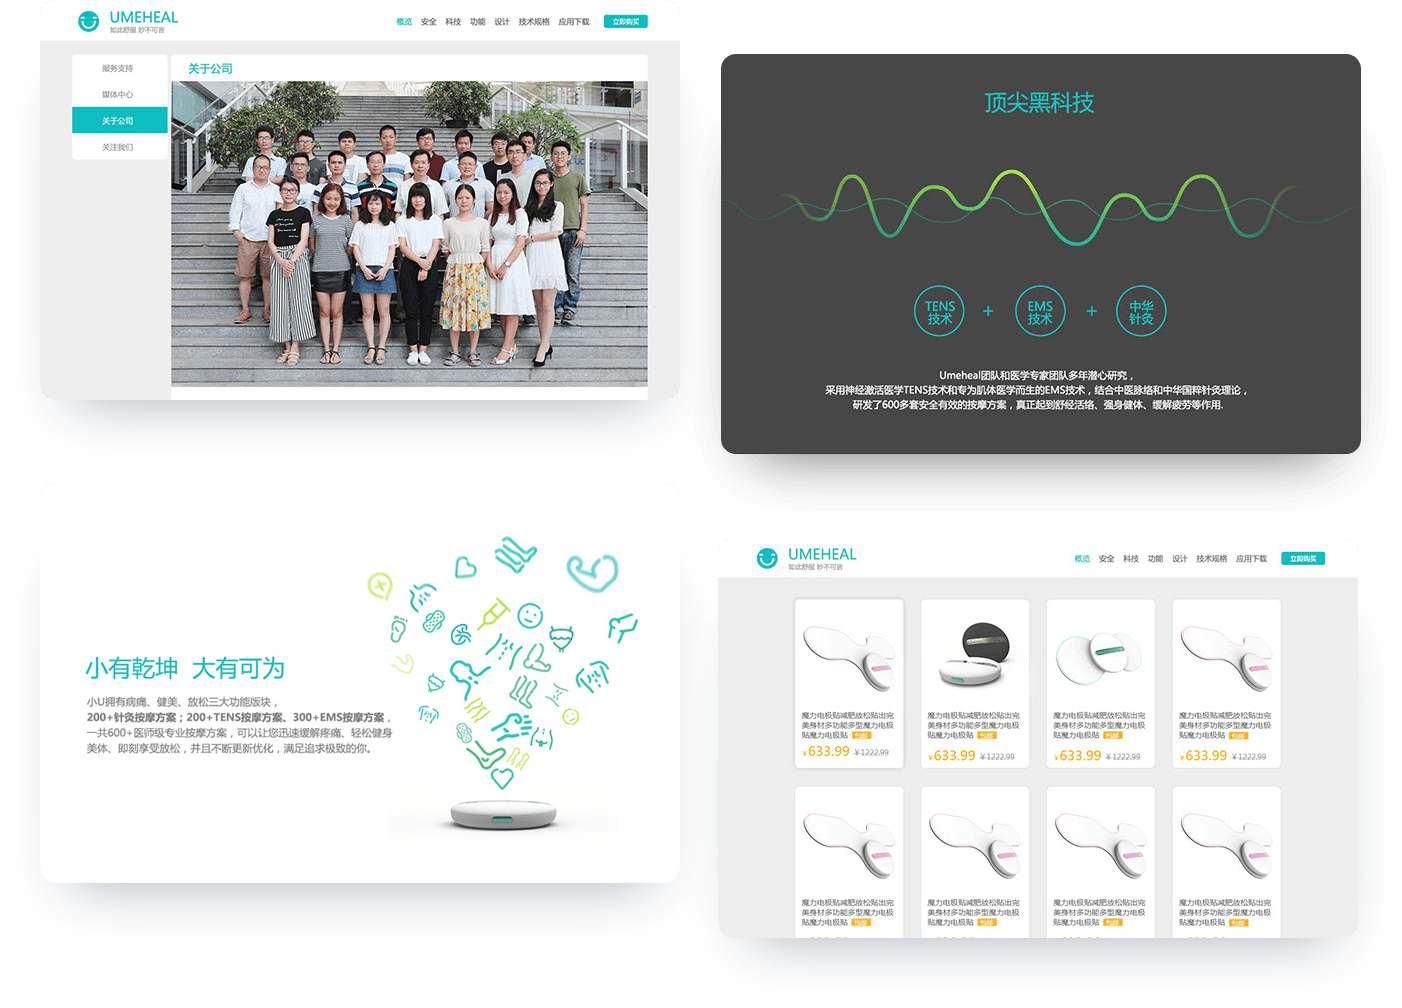 UMEHEAL
如此舒服 妙不可言
概览 安全 科技 功能 设计 技术规格 应用下载 立即购买
服务支持
媒体中心
关于公司
关注我们
关于公司
顶尖黑科技
TENS
技术
+
EMS
技术
+
中华
针灸
Umeheal团队和医学专家团队多年潜心研究，
采用神经激活医学TENS技术和专为肌体医学而生的EMS技术，结合中医脉络和中华国粹针灸理论，
研发了600多套安全有效的按摩方案，真正起到舒经活络、强身健体、缓解疲劳等作用.
小有乾坤 大有可为
小U拥有病痛、健美、放松三大功能版块，
200+针灸按摩方案；200+TENS按摩方案、300+EMS按摩方案，
一共600+医师级专业按摩方案，可以让您迅速缓解疼痛、轻松健身
美体、即刻享受放松，并且不断更新优化，满足追求极致的你。
UMEHEAL
如此舒服 妙不可言
概览 安全 科技 功能 设计 技术规格 应用下载 立即购买
魔力电极贴减肥放松贴出完
美身材多功能多型魔力电极
贴魔力电极贴 包邮
¥633.99 ¥1222.99
魔力电极贴减肥放松贴出完
美身材多功能多型魔力电极
贴魔力电极贴 包邮
¥633.99 ¥1222.99
魔力电极贴减肥放松贴出完
美身材多功能多型魔力电极
贴魔力电极贴 包邮
¥633.99 ¥1222.99
魔力电极贴减肥放松贴出完
美身材多功能多型魔力电极
贴魔力电极贴 包邮
¥633.99 ¥1222.99
魔力电极贴减肥放松贴出完
美身材多功能多型魔力电极
贴魔力电极贴 包邮
魔力电极贴减肥放松贴出完
美身材多功能多型魔力电极
贴魔力电极贴 包邮
魔力电极贴减肥放松贴出完
美身材多功能多型魔力电极
贴魔力电极贴 包邮
魔力电极贴减肥放松贴出完
美身材多功能多型魔力电极
贴魔力电极贴 包邮